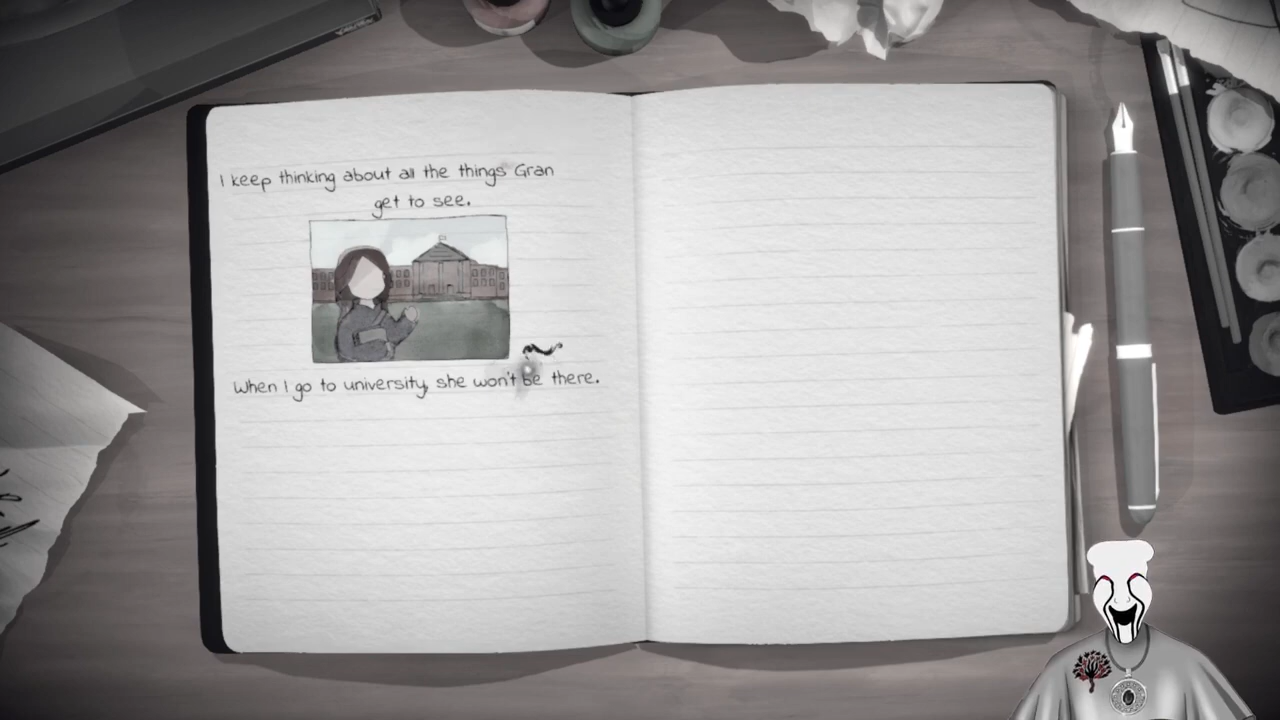 I keep thinking about all the things Gran
get to see.
When I go to university, she won't be there.